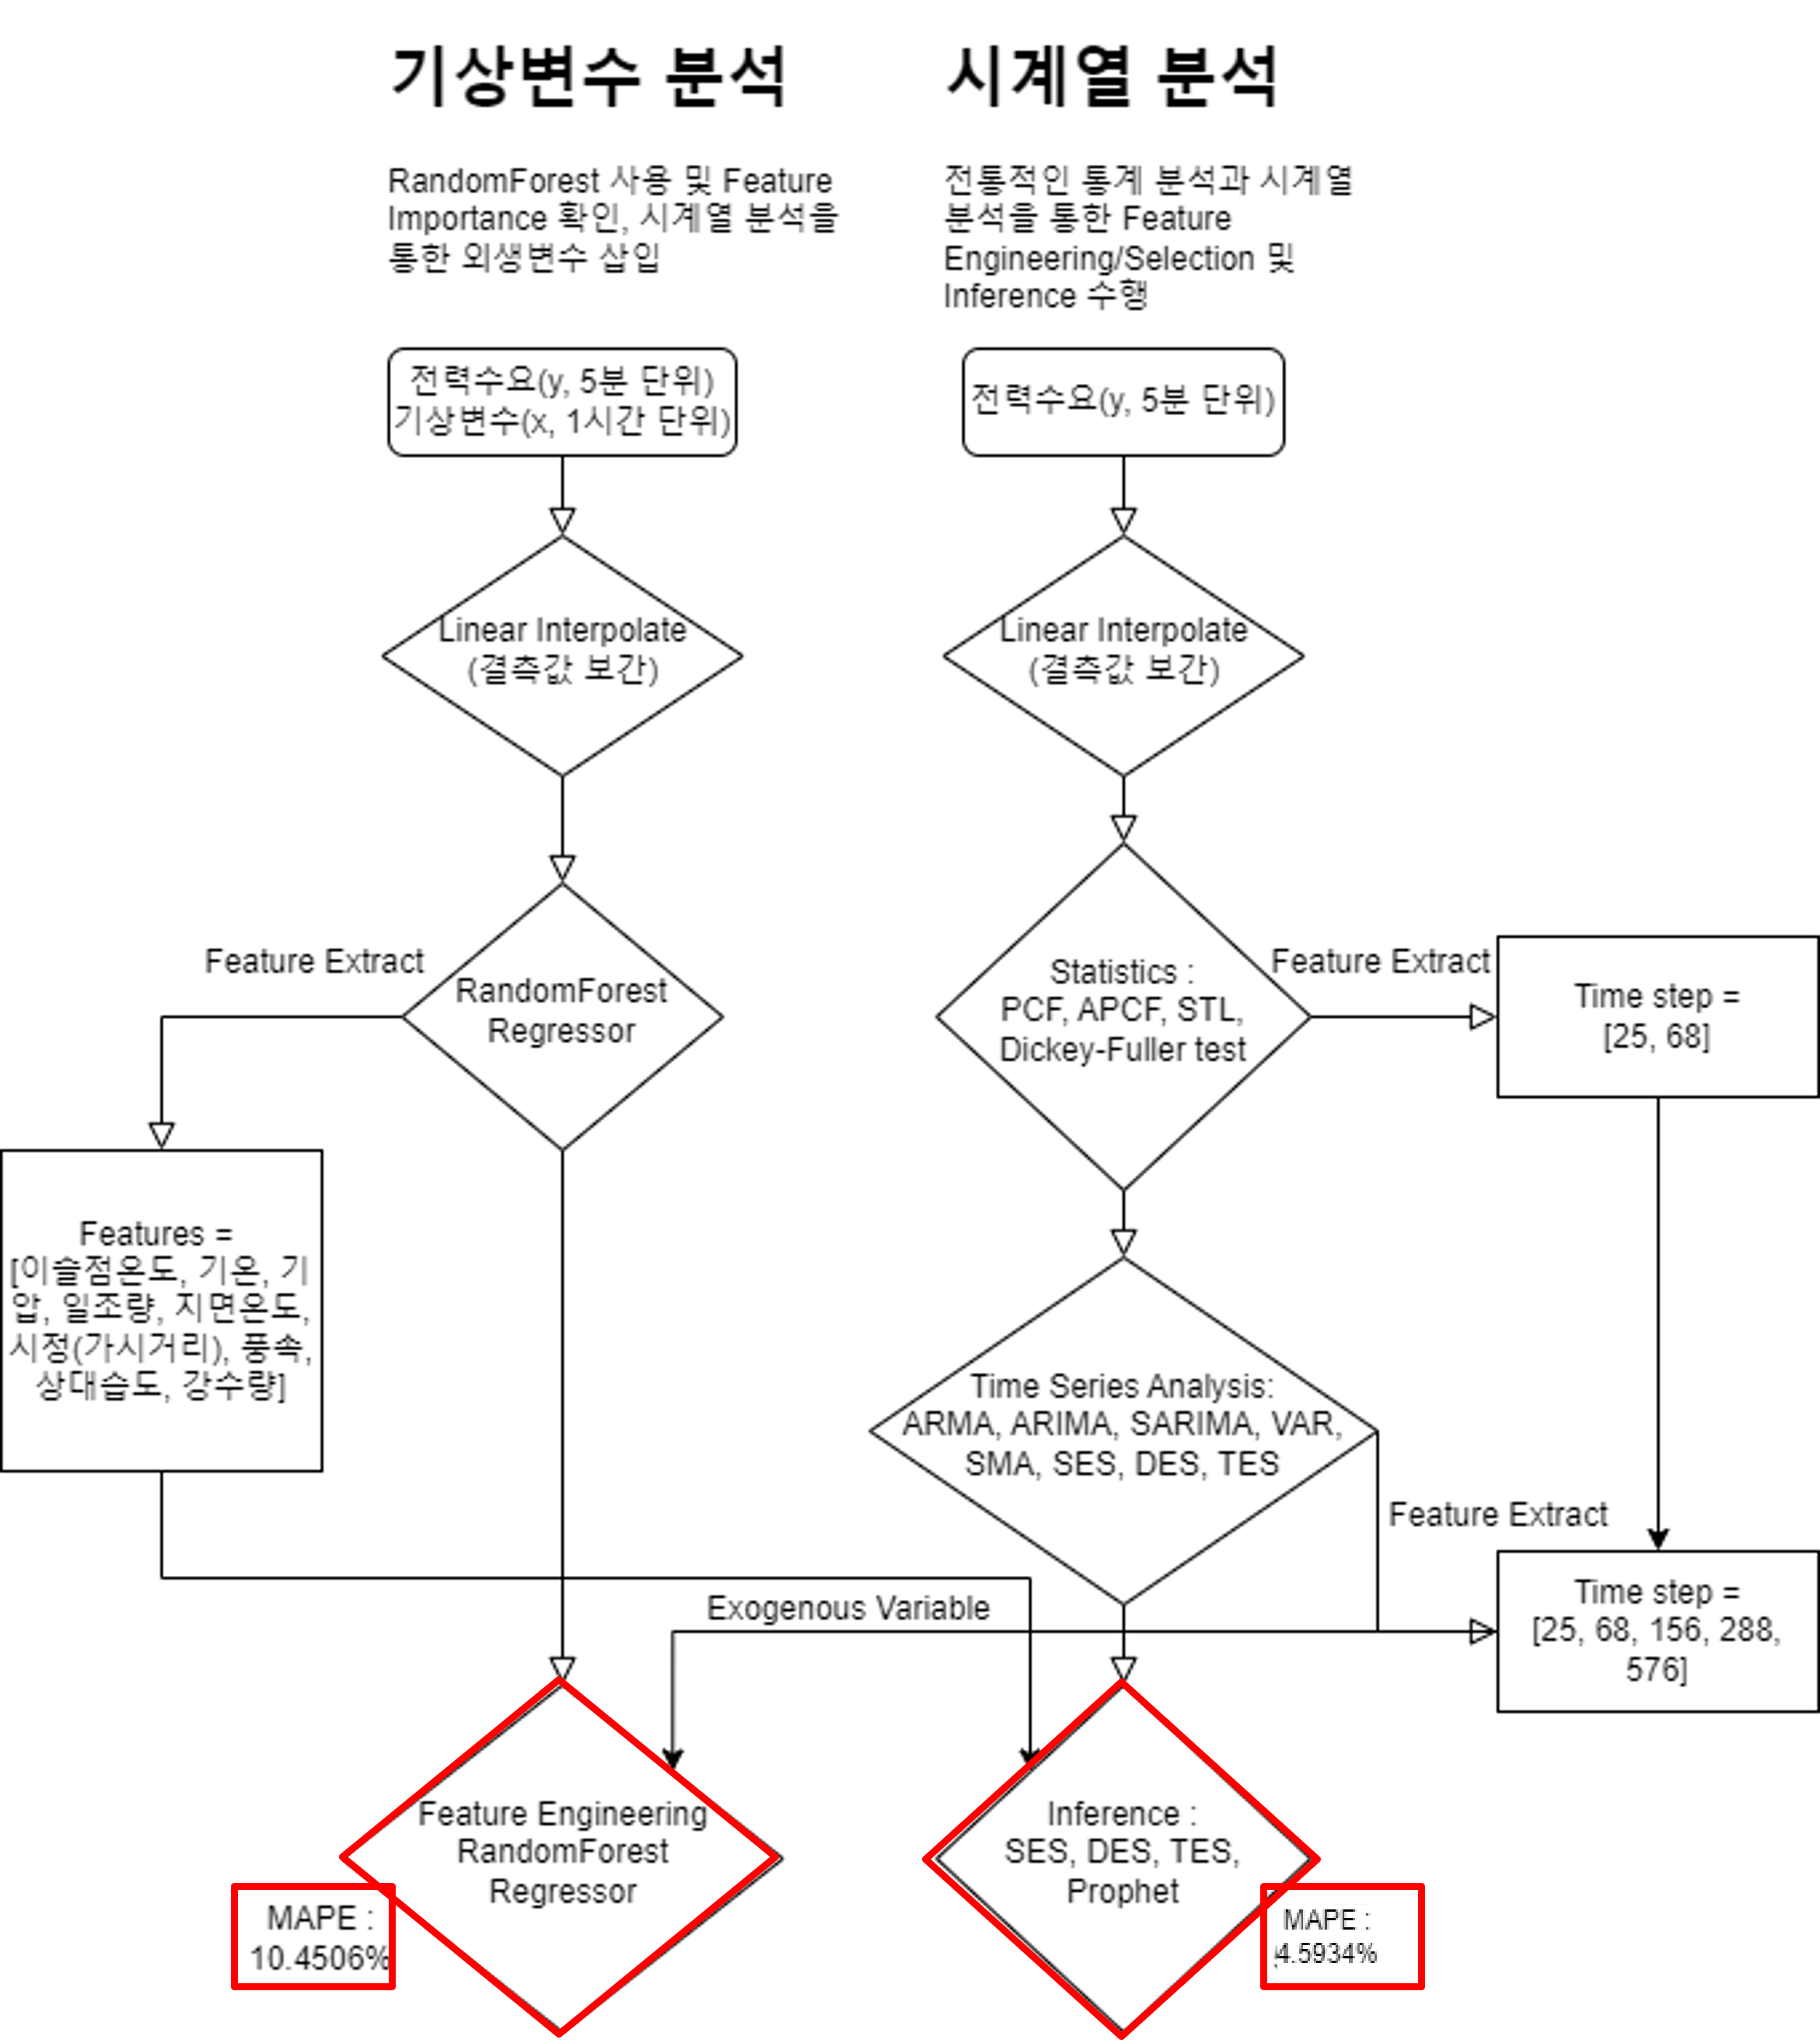 기상변수 분석
RandomForest 사용 및 Feature
Importance 확인, 시계열 분석을
통한 외생변수 삽입
시계열 분석
전통적인 통계 분석과 시계열
분석을 통한 Feature
Engineering/Selection 및
Inference 수행
전력수요(y, 5분 단위)
기상변수(x, 1시간 단위)
전력수요(y, 5분 단위)
Linear Interpolate
(결측값 보간)
Linear Interpolate
(결측값 보간)
Feature Extract
RandomForest
Regressor
Statistics :
PCF, APCF, STL,
Dickey-Fuller test
Feature Extract
Time step =
[25, 68]
Features =
[이슬점온도, 기온, 기
압, 일조량, 지면온도,
시정(가시거리), 풍속,
상대습도, 강수량]
Time Series Analysis:
ARMA, ARIMA, SARIMA, VAR,
SMA, SES, DES, TES
Feature Extract
Time step =
[25, 68, 156, 288,
576]
Exogenous Variable
Feature Engineering
RandomForest
Regressor
MAPE :
10.4506%
Inference :
SES, DES, TES,
Prophet
MAPE :
4.5934%